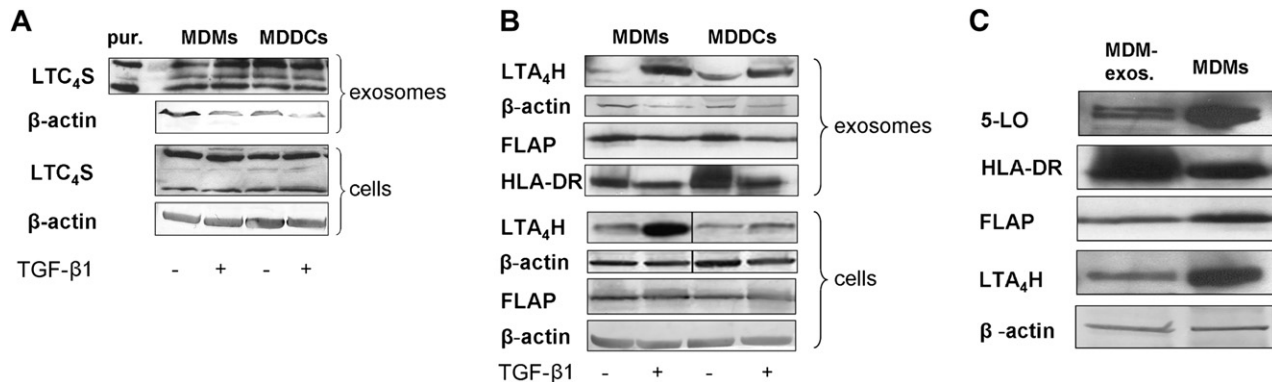 A
pur. MDMs MDDCs
LTC₄S
exosomes
β-actin
LTC₄S
cells
β-actin
TGF-β1 - + - +
B
MDMs MDDCs
LTA₄H
β-actin
exosomes
FLAP
HLA-DR
LTA₄H
β-actin
cells
FLAP
β-actin
TGF-β1 - + - +
C
MDM-
exos. MDMs
5-LO
HLA-DR
FLAP
LTA₄H
β -actin